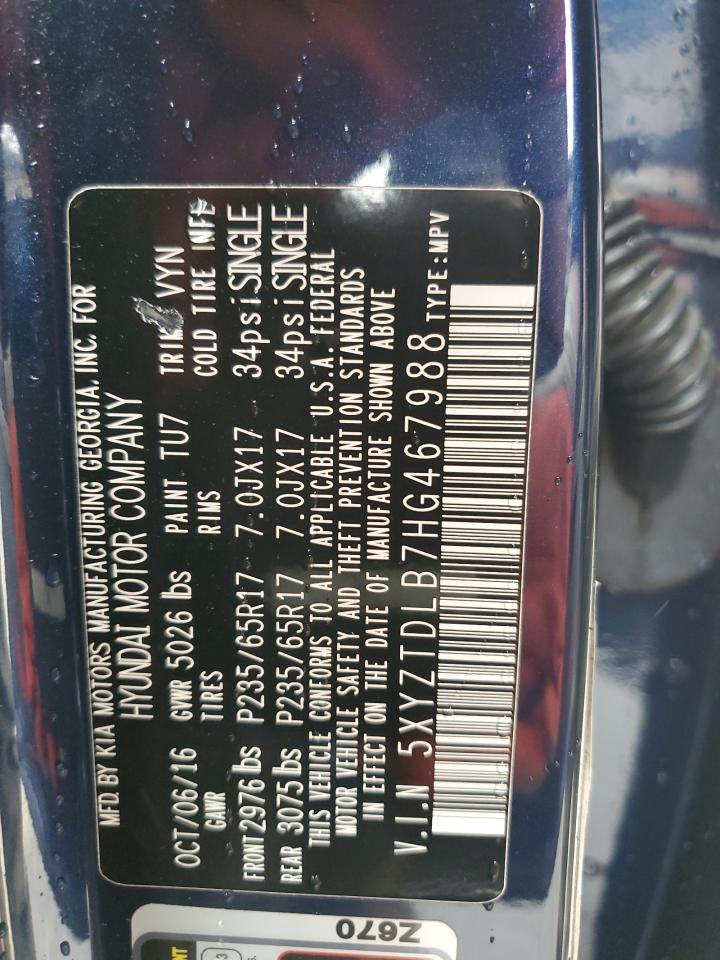 MFD. BY KIA MOTORS MANUFACTURING GEORGIA. INC. FOR
HYUNDAI MOTOR COMPANY
OCT/06/16 GVWR 5026 lbs PAINT TU7 TRIM VYN
GAWR TIRES RIMS COLD TIRE INFL
FRONT 2976 lbs P235/65R17 7.0JX17 34psi SINGLE
REAR 3075 lbs P235/65R17 7.0JX17 34psi SINGLE
THIS VEHICLE CONFORMS TO ALL APPLICABLE U.S.A. FEDERAL
MOTOR VEHICLE SAFETY AND THEFT PREVENTION STANDARDS
IN EFFECT ON THE DATE OF MANUFACTURE SHOWN ABOVE
V.I.N 5XYZTDLB7HG467988 TYPE:MPV
Z670
3